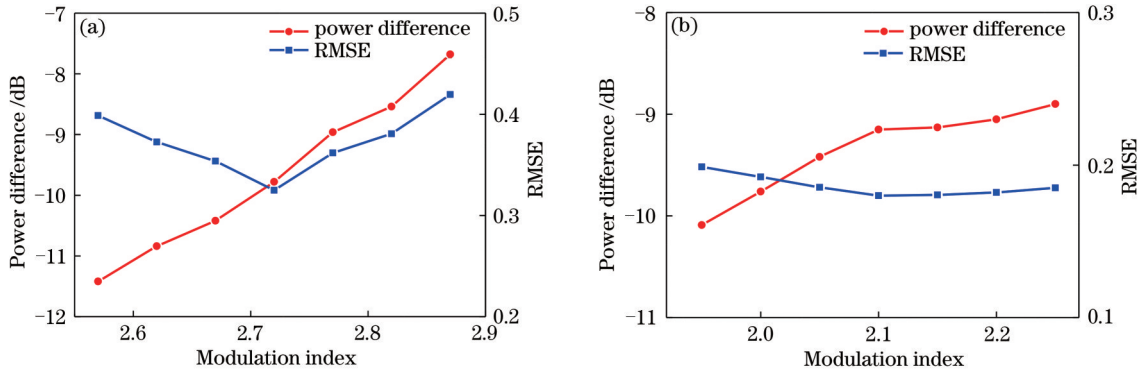 (a)
power difference
RMSE
Power difference /dB
−7
−8
−9
−10
−11
−12
0.5
0.4
0.3
0.2
RMSE
2.6
2.7
2.8
2.9
Modulation index
(b)
power difference
RMSE
Power difference /dB
−8
−9
−10
−11
0.3
0.2
0.1
RMSE
2.0
2.1
2.2
Modulation index